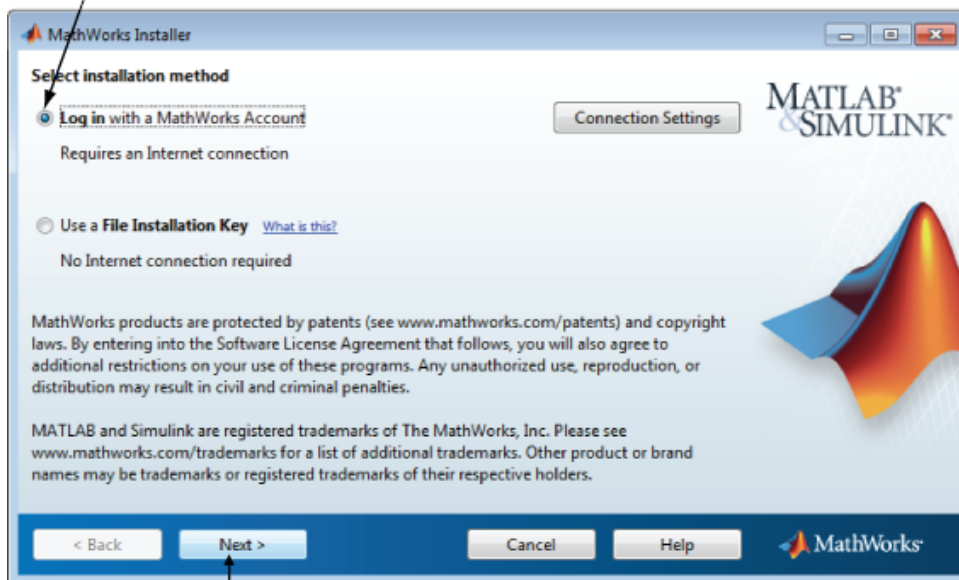 MathWorks Installer
Select installation method
Log in with a MathWorks Account
Connection Settings
Requires an Internet connection
Use a File Installation Key What is this?
No Internet connection required
MATLAB®
&SIMULINK®
MathWorks products are protected by patents (see www.mathworks.com/patents) and copyright
laws. By entering into the Software License Agreement that follows, you will also agree to
additional restrictions on your use of these programs. Any unauthorized use, reproduction, or
distribution may result in civil and criminal penalties.
MATLAB and Simulink are registered trademarks of The MathWorks, Inc. Please see
www.mathworks.com/trademarks for a list of additional trademarks. Other product or brand
names may be trademarks or registered trademarks of their respective holders.
< Back
Next >
Cancel
Help
MathWorks®